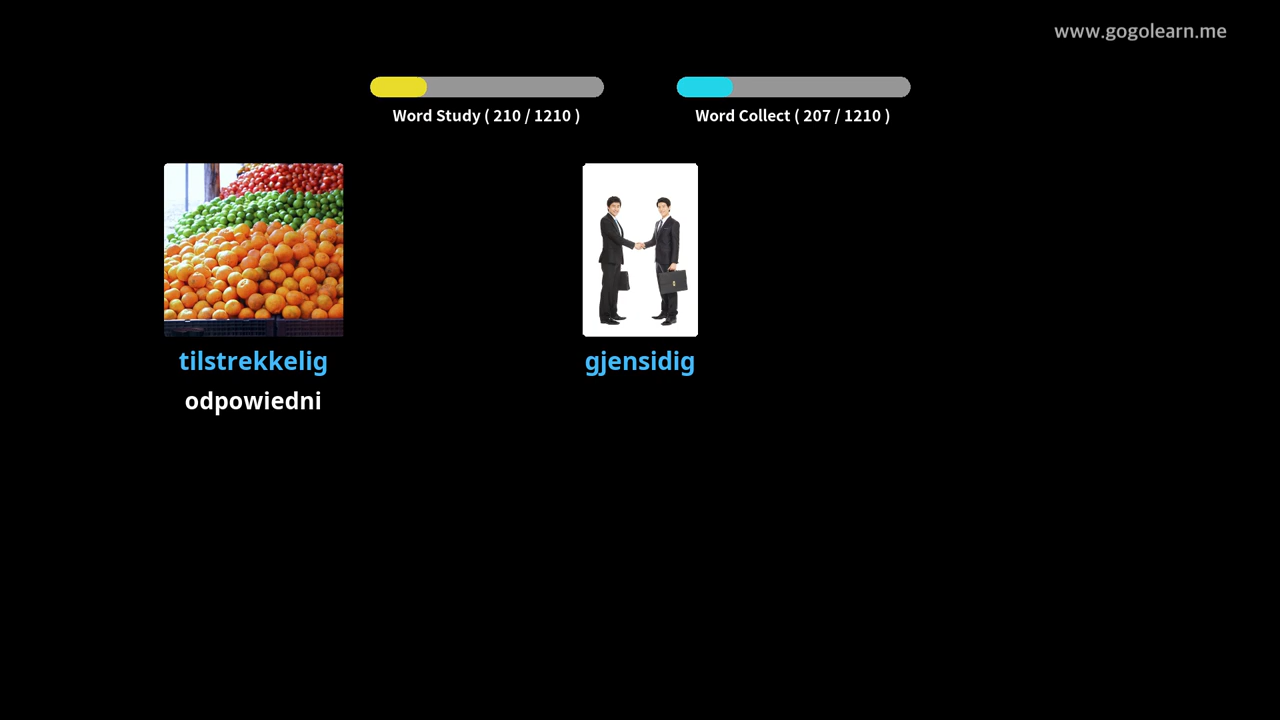 www.gogolearn.me
Word Study ( 210 / 1210 )
Word Collect ( 207 / 1210 )
tilstrekkelig
gjensidig
odpowiedni